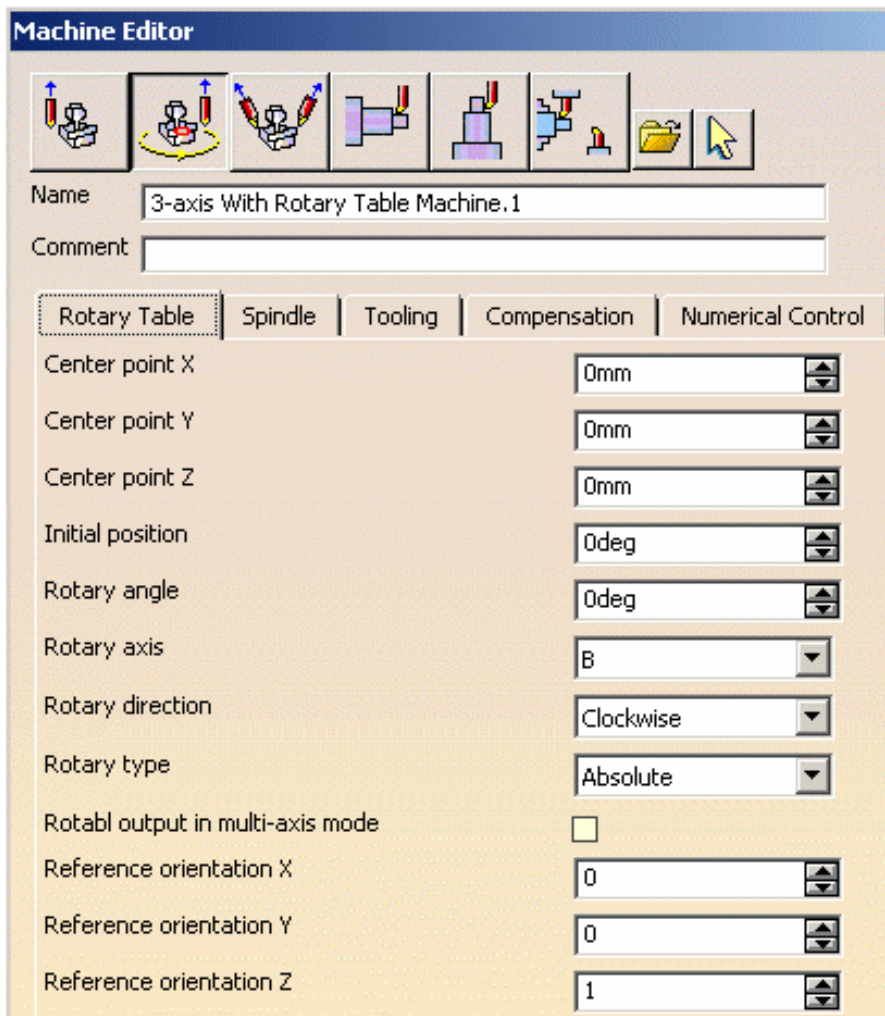 Machine Editor
Name 3-axis With Rotary Table Machine.1
Comment
Rotary Table Spindle Tooling Compensation Numerical Control
Center point X 0mm
Center point Y 0mm
Center point Z 0mm
Initial position 0deg
Rotary angle 0deg
Rotary axis B
Rotary direction Clockwise
Rotary type Absolute
Rotabl output in multi-axis mode
Reference orientation X 0
Reference orientation Y 0
Reference orientation Z 1